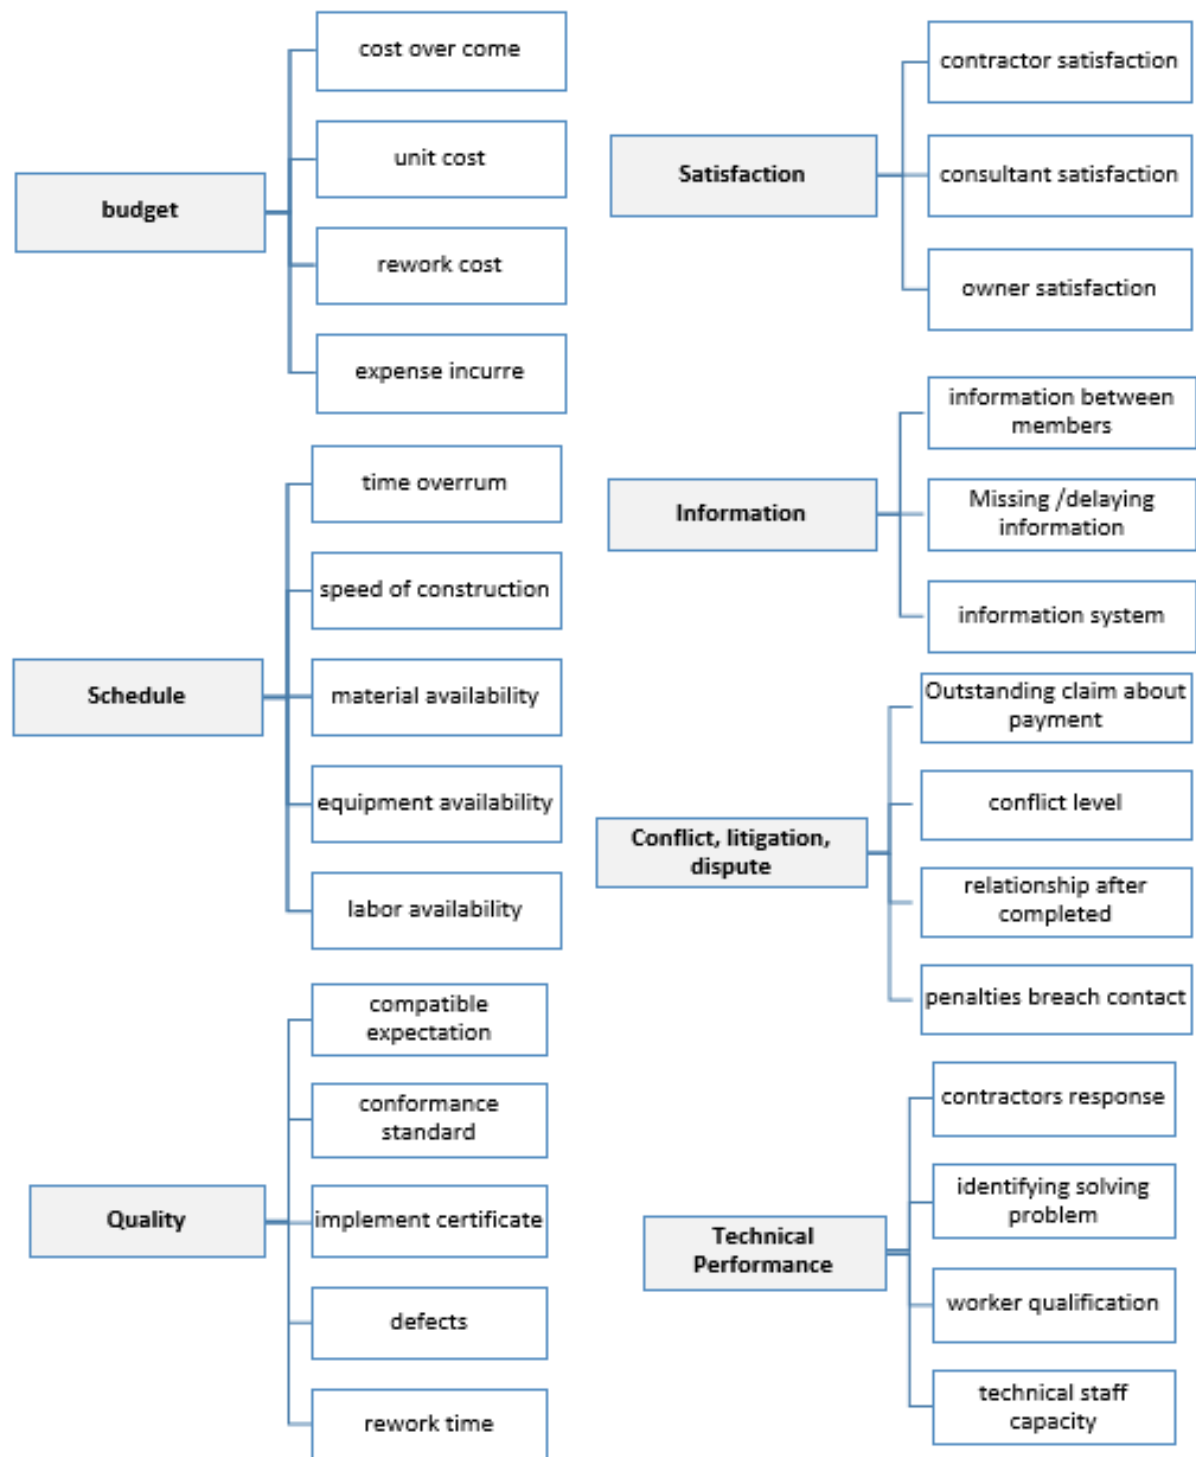 budget
cost over come
unit cost
rework cost
expense incurre
Schedule
time overrum
speed of construction
material availability
equipment availability
labor availability
Quality
compatible
expectation
conformance
standard
implement certificate
defects
rework time
Satisfaction
contractor satisfaction
consultant satisfaction
owner satisfaction
Information
information between
members
Missing /delaying
information
information system
Conflict, litigation,
dispute
Outstanding claim about
payment
conflict level
relationship after
completed
penalties breach contact
Technical
Performance
contractors response
identifying solving
problem
worker qualification
technical staff
capacity